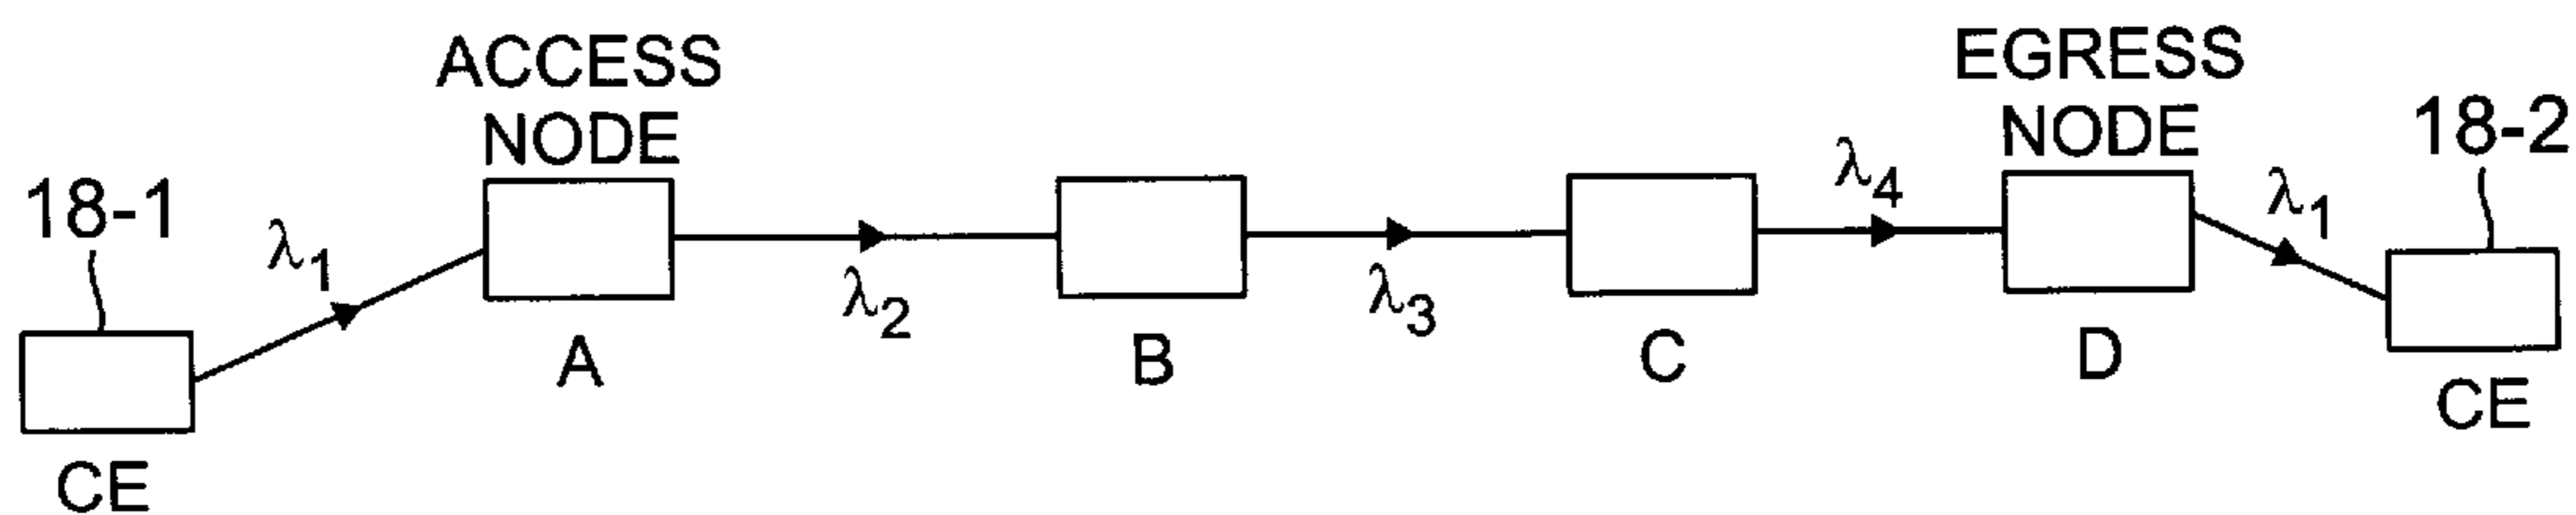 ACCESS
NODE
EGRESS
NODE
18-1
18-2
λ1
λ2
λ3
λ4
λ1
A
B
C
D
CE
CE